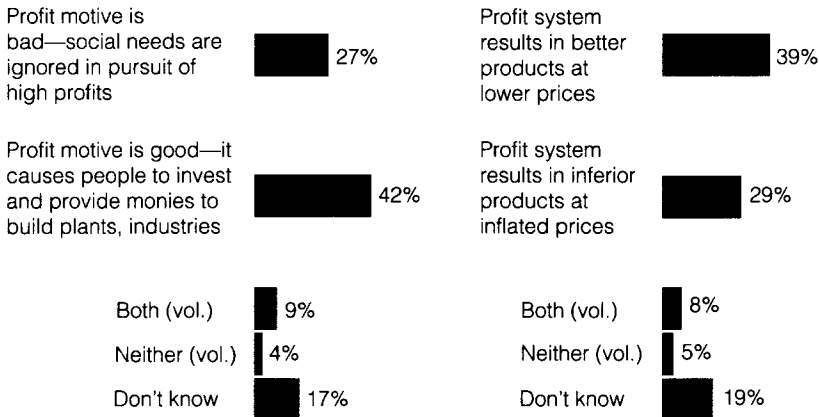 Profit motive is
bad—social needs are
ignored in pursuit of
high profits
27%
Profit motive is good—it
causes people to invest
and provide monies to
build plants, industries
42%
Both (vol.)
9%
Neither (vol.)
4%
Don't know
17%
Profit system
results in better
products at
lower prices
39%
Profit system
results in inferior
products at
inflated prices
29%
Both (vol.)
8%
Neither (vol.)
5%
Don't know
19%